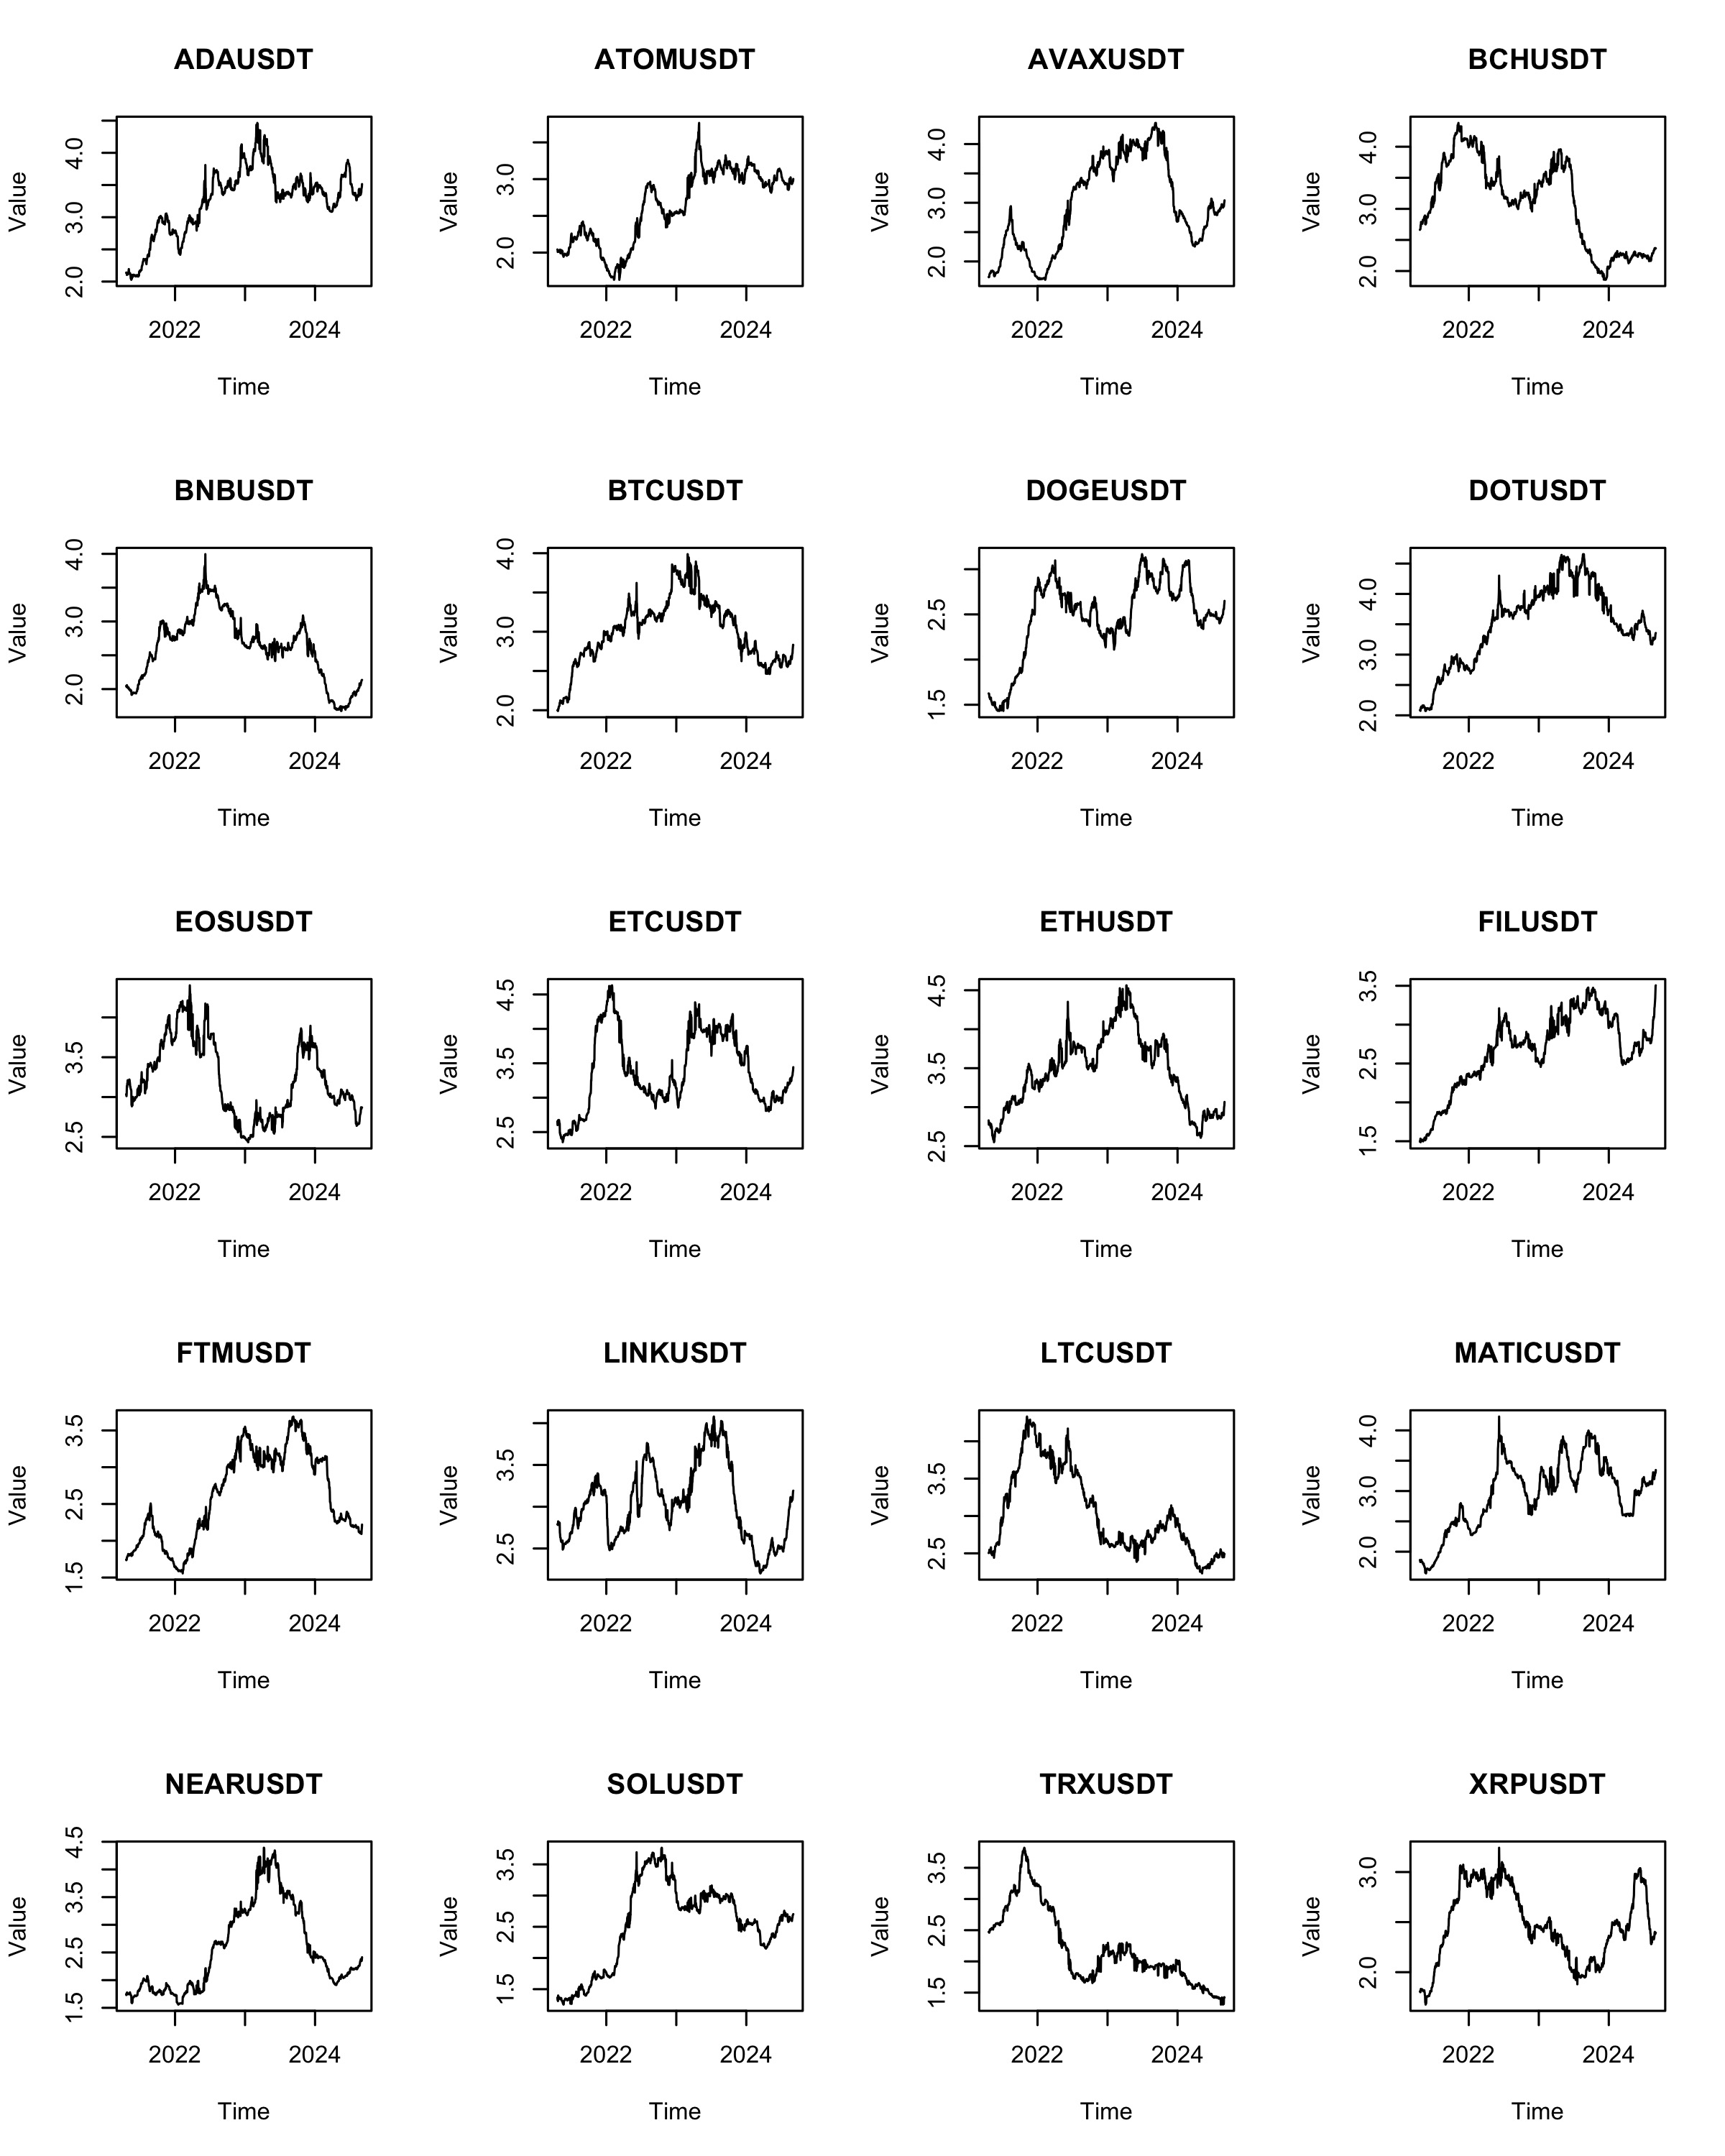 ADAUSDT ATOMUSDT AVAXUSDT BCHUSDT
Value 2.0 3.0 4.0 Value 2.0 3.0 Value 2.0 3.0 4.0 Value 2.0 3.0 4.0
2022 2024 2022 2024 2022 2024 2022 2024
Time Time Time Time
BNBUSDT BTCUSDT DOGEUSDT DOTUSDT
Value 2.0 3.0 4.0 Value 2.0 3.0 4.0 Value 1.5 2.5 Value 2.0 3.0 4.0
2022 2024 2022 2024 2022 2024 2022 2024
Time Time Time Time
EOSUSDT ETCUSDT ETHUSDT FILUSDT
Value 2.5 3.5 Value 2.5 3.5 4.5 Value 2.5 3.5 4.5 Value 1.5 2.5 3.5
2022 2024 2022 2024 2022 2024 2022 2024
Time Time Time Time
FTMUSDT LINKUSDT LTCUSDT MATICUSDT
Value 1.5 2.5 3.5 Value 2.5 3.5 Value 2.5 3.5 Value 2.0 3.0 4.0
2022 2024 2022 2024 2022 2024 2022 2024
Time Time Time Time
NEARUSDT SOLUSDT TRXUSDT XRPUSDT
Value 1.5 2.5 3.5 4.5 Value 1.5 2.5 3.5 Value 1.5 2.5 3.5 Value 2.0 3.0
2022 2024 2022 2024 2022 2024 2022 2024
Time Time Time Time